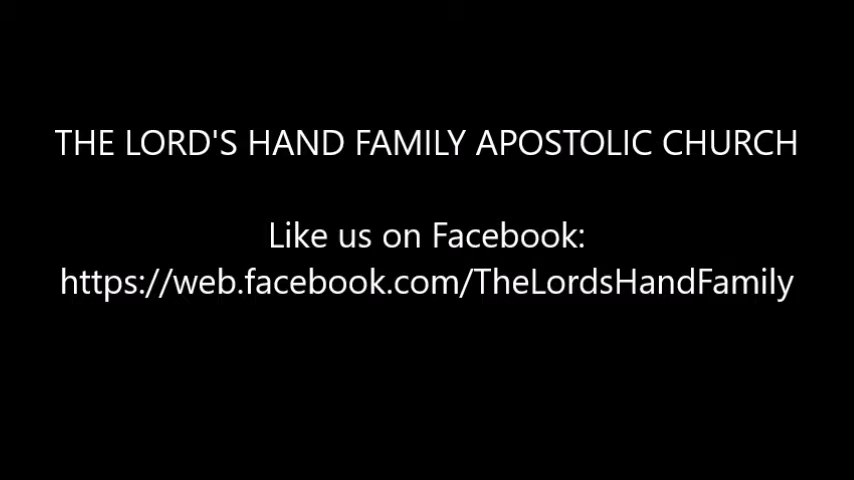 THE LORD'S HAND FAMILY APOSTOLIC CHURCH
Like us on Facebook:
https://web.facebook.com/TheLordsHandFamily